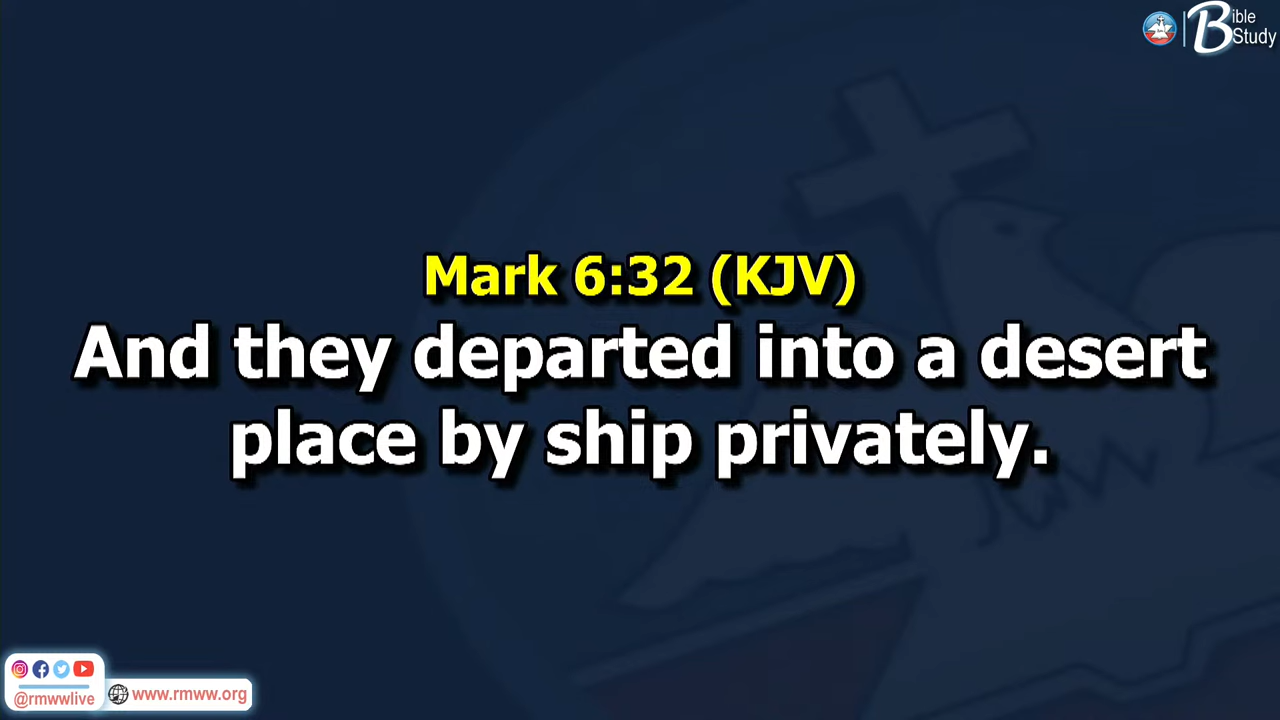 Bible
Study
Mark 6:32 (KJV)
And they departed into a desert
place by ship privately.
@rmwwlive
www.rmww.org